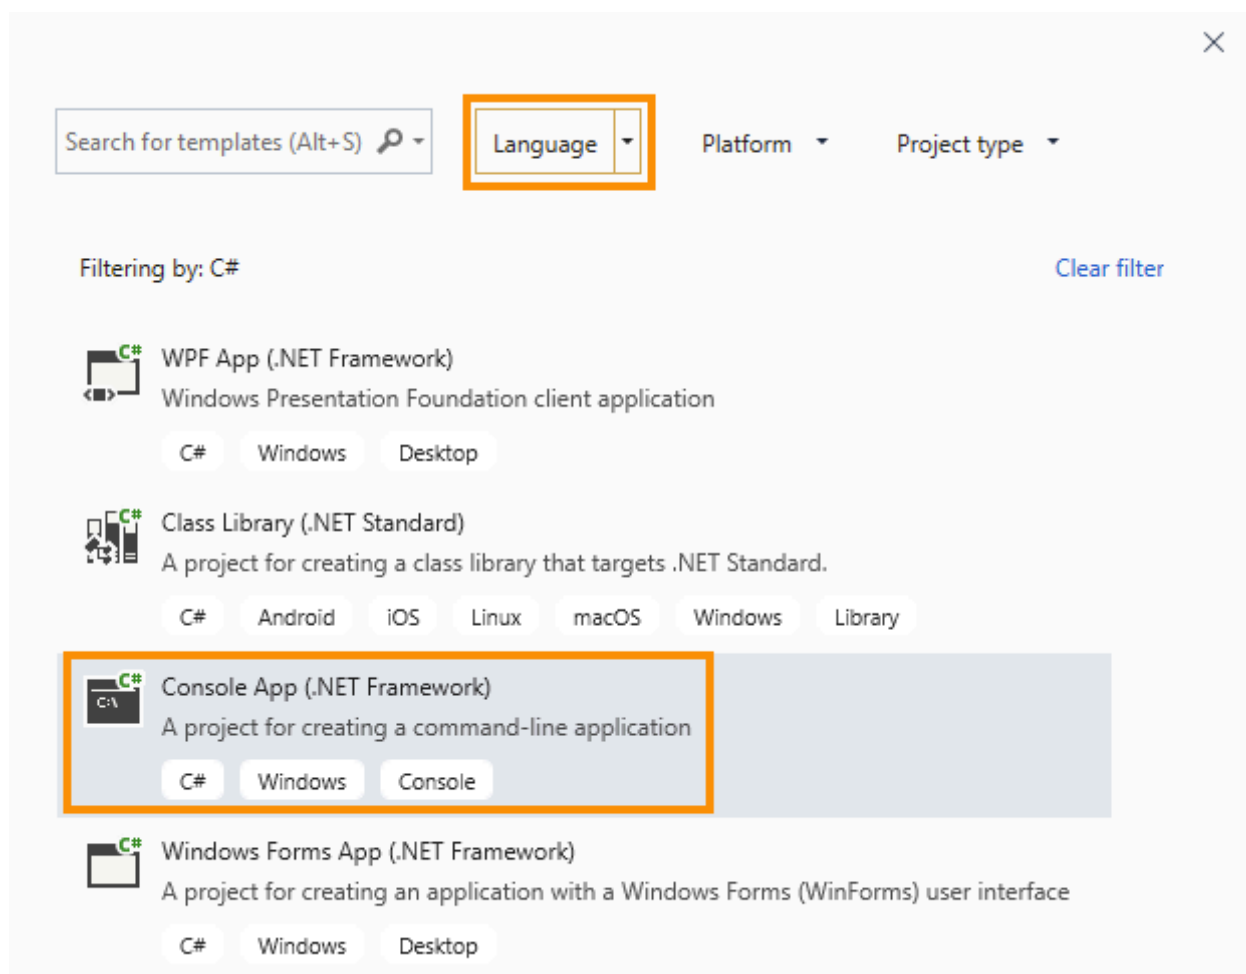 Search for templates (Alt+S) Language Platform Project type
Filtering by: C# Clear filter
C#
WPF App (.NET Framework)
Windows Presentation Foundation client application
C# Windows Desktop
C#
Class Library (.NET Standard)
A project for creating a class library that targets .NET Standard.
C# Android iOS Linux macOS Windows Library
C#
C:\
Console App (.NET Framework)
A project for creating a command-line application
C# Windows Console
C#
Windows Forms App (.NET Framework)
A project for creating an application with a Windows Forms (WinForms) user interface
C# Windows Desktop